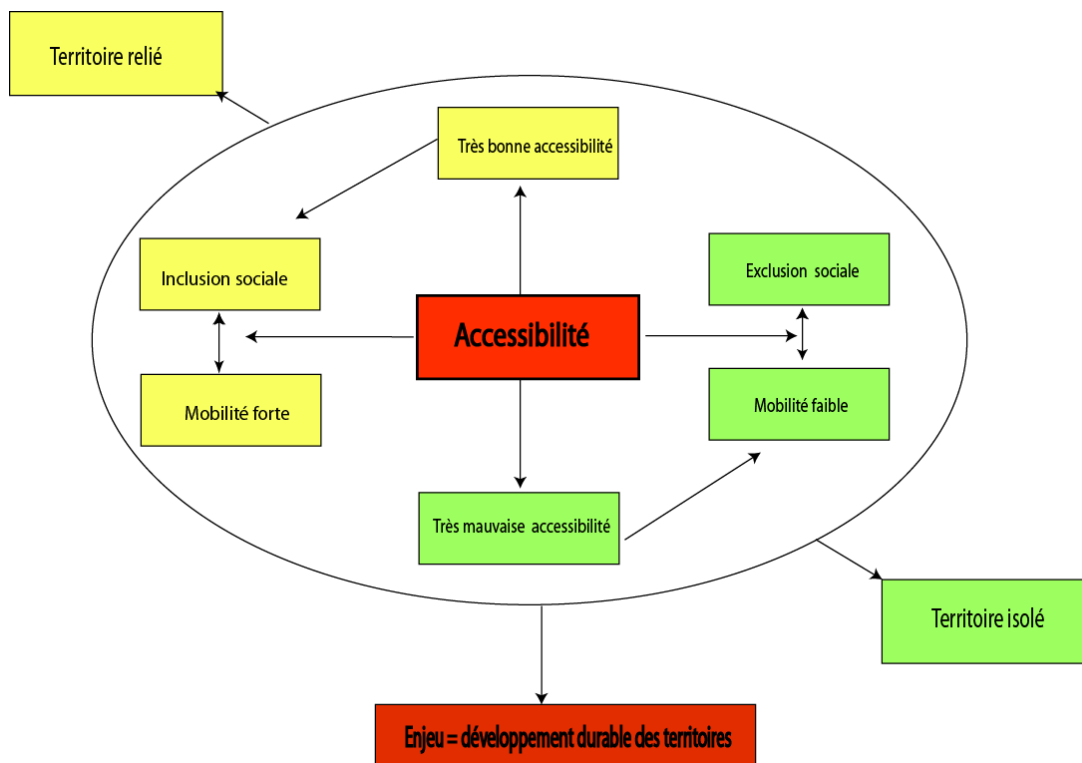 Territoire relié
Très bonne accessibilité
Inclusion sociale
Exclusion sociale
Accessibilité
Mobilité forte
Mobilité faible
Très mauvaise accessibilité
Territoire isolé
Enjeu = développement durable des territoires